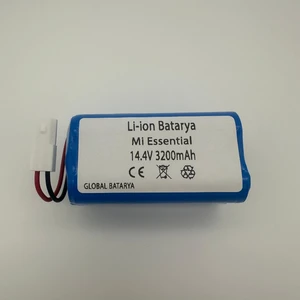 Li-ion Batarya
Mi Essential
14.4V 3200mAh
CE
GLOBAL BATARYA